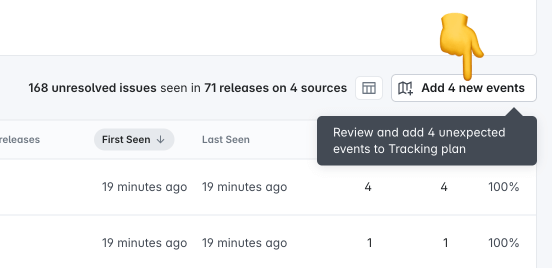 168 unresolved issues seen in 71 releases on 4 sources
Add 4 new events
Review and add 4 unexpected
events to Tracking plan
releases First Seen ↓ Last Seen
19 minutes ago 19 minutes ago 4 4 100%
19 minutes ago 19 minutes ago 1 1 100%